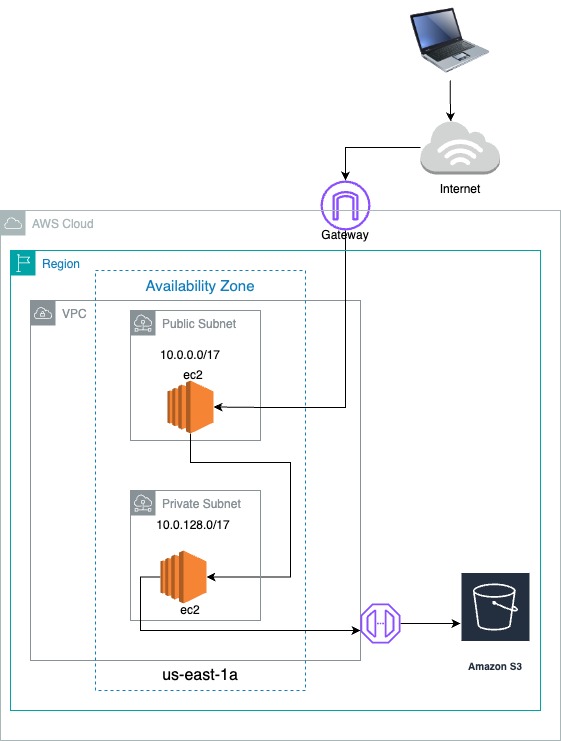 Internet
Gateway
AWS Cloud
Region
Availability Zone
VPC
Public Subnet
10.0.0.0/17
ec2
Private Subnet
10.0.128.0/17
ec2
Amazon S3
us-east-1a